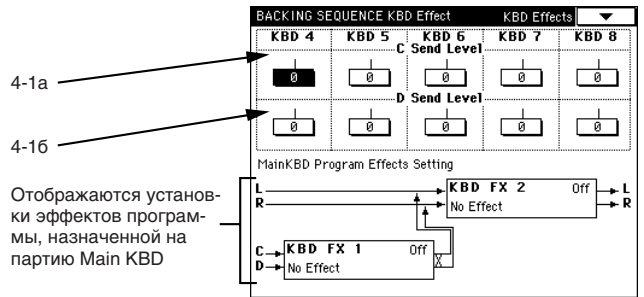 BACKING SEQUENCE KBD Effect KBD Effects
KBD 4 KBD 5 KBD 6 KBD 7 KBD 8
C Send Level
4-1а
0 0 0 0 0
D Send Level
4-1б
0 0 0 0 0
MainKBD Program Effects Setting
Отображаются установ-
ки эффектов програм-
мы, назначенной на
партию Main KBD
L KBD FX 2 Off L
R No Effect R
C KBD FX 1 Off
D No Effect